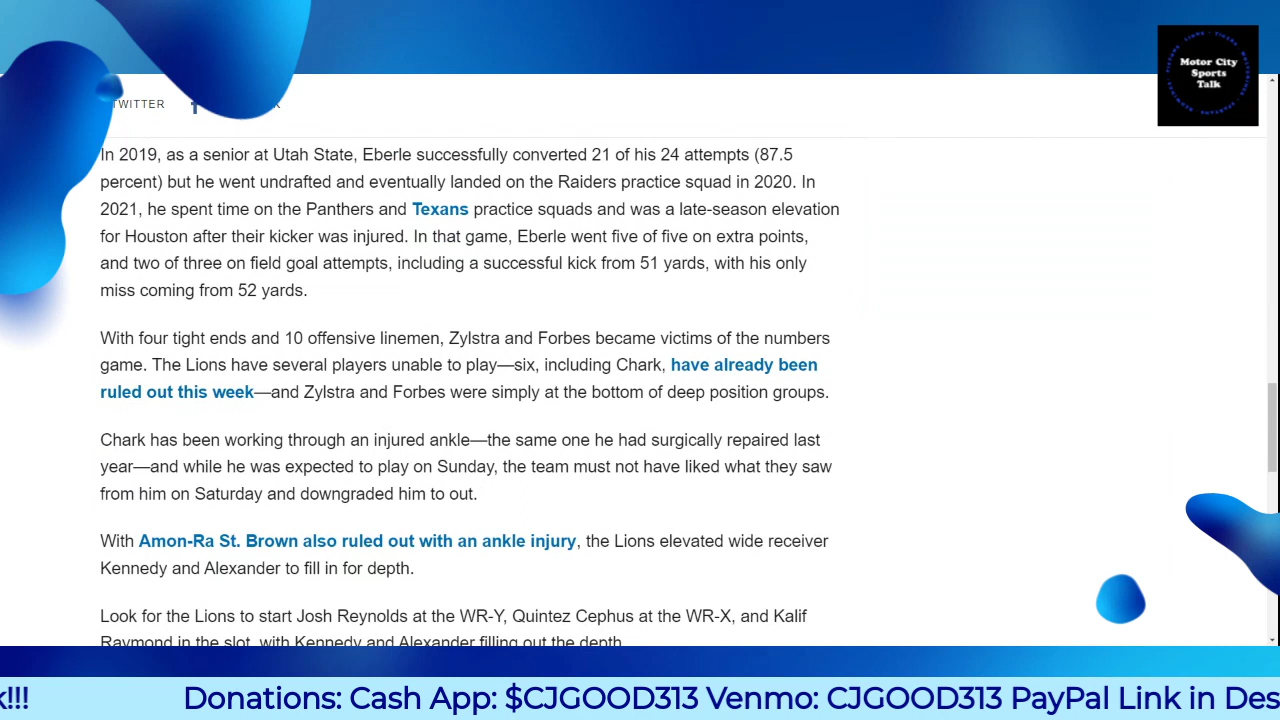 Motor City
Sports
Talk
TWITTER
In 2019, as a senior at Utah State, Eberle successfully converted 21 of his 24 attempts (87.5
percent) but he went undrafted and eventually landed on the Raiders practice squad in 2020. In
2021, he spent time on the Panthers and Texans practice squads and was a late-season elevation
for Houston after their kicker was injured. In that game, Eberle went five of five on extra points,
and two of three on field goal attempts, including a successful kick from 51 yards, with his only
miss coming from 52 yards.
With four tight ends and 10 offensive linemen, Zylstra and Forbes became victims of the numbers
game. The Lions have several players unable to play—six, including Chark, have already been
ruled out this week—and Zylstra and Forbes were simply at the bottom of deep position groups.
Chark has been working through an injured ankle—the same one he had surgically repaired last
year—and while he was expected to play on Sunday, the team must not have liked what they saw
from him on Saturday and downgraded him to out.
With Amon-Ra St. Brown also ruled out with an ankle injury, the Lions elevated wide receiver
Kennedy and Alexander to fill in for depth.
Look for the Lions to start Josh Reynolds at the WR-Y, Quintez Cephus at the WR-X, and Kalif
Raymond in the slot, with Kennedy and Alexander filling out the depth.
k!!! Donations: Cash App: $CJGOOD313 Venmo: CJGOOD313 PayPal Link in Des